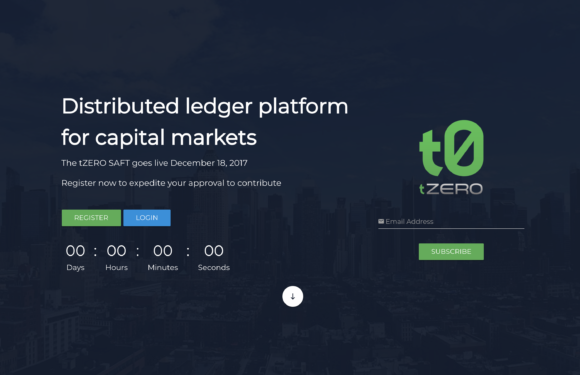 Distributed ledger platform
for capital markets
The tZERO SAFT goes live December 18, 2017
Register now to expedite your approval to contribute
REGISTER LOGIN
00 : 00 : 00 : 00
Days Hours Minutes Seconds
t0
tZERO
Email Address
SUBSCRIBE